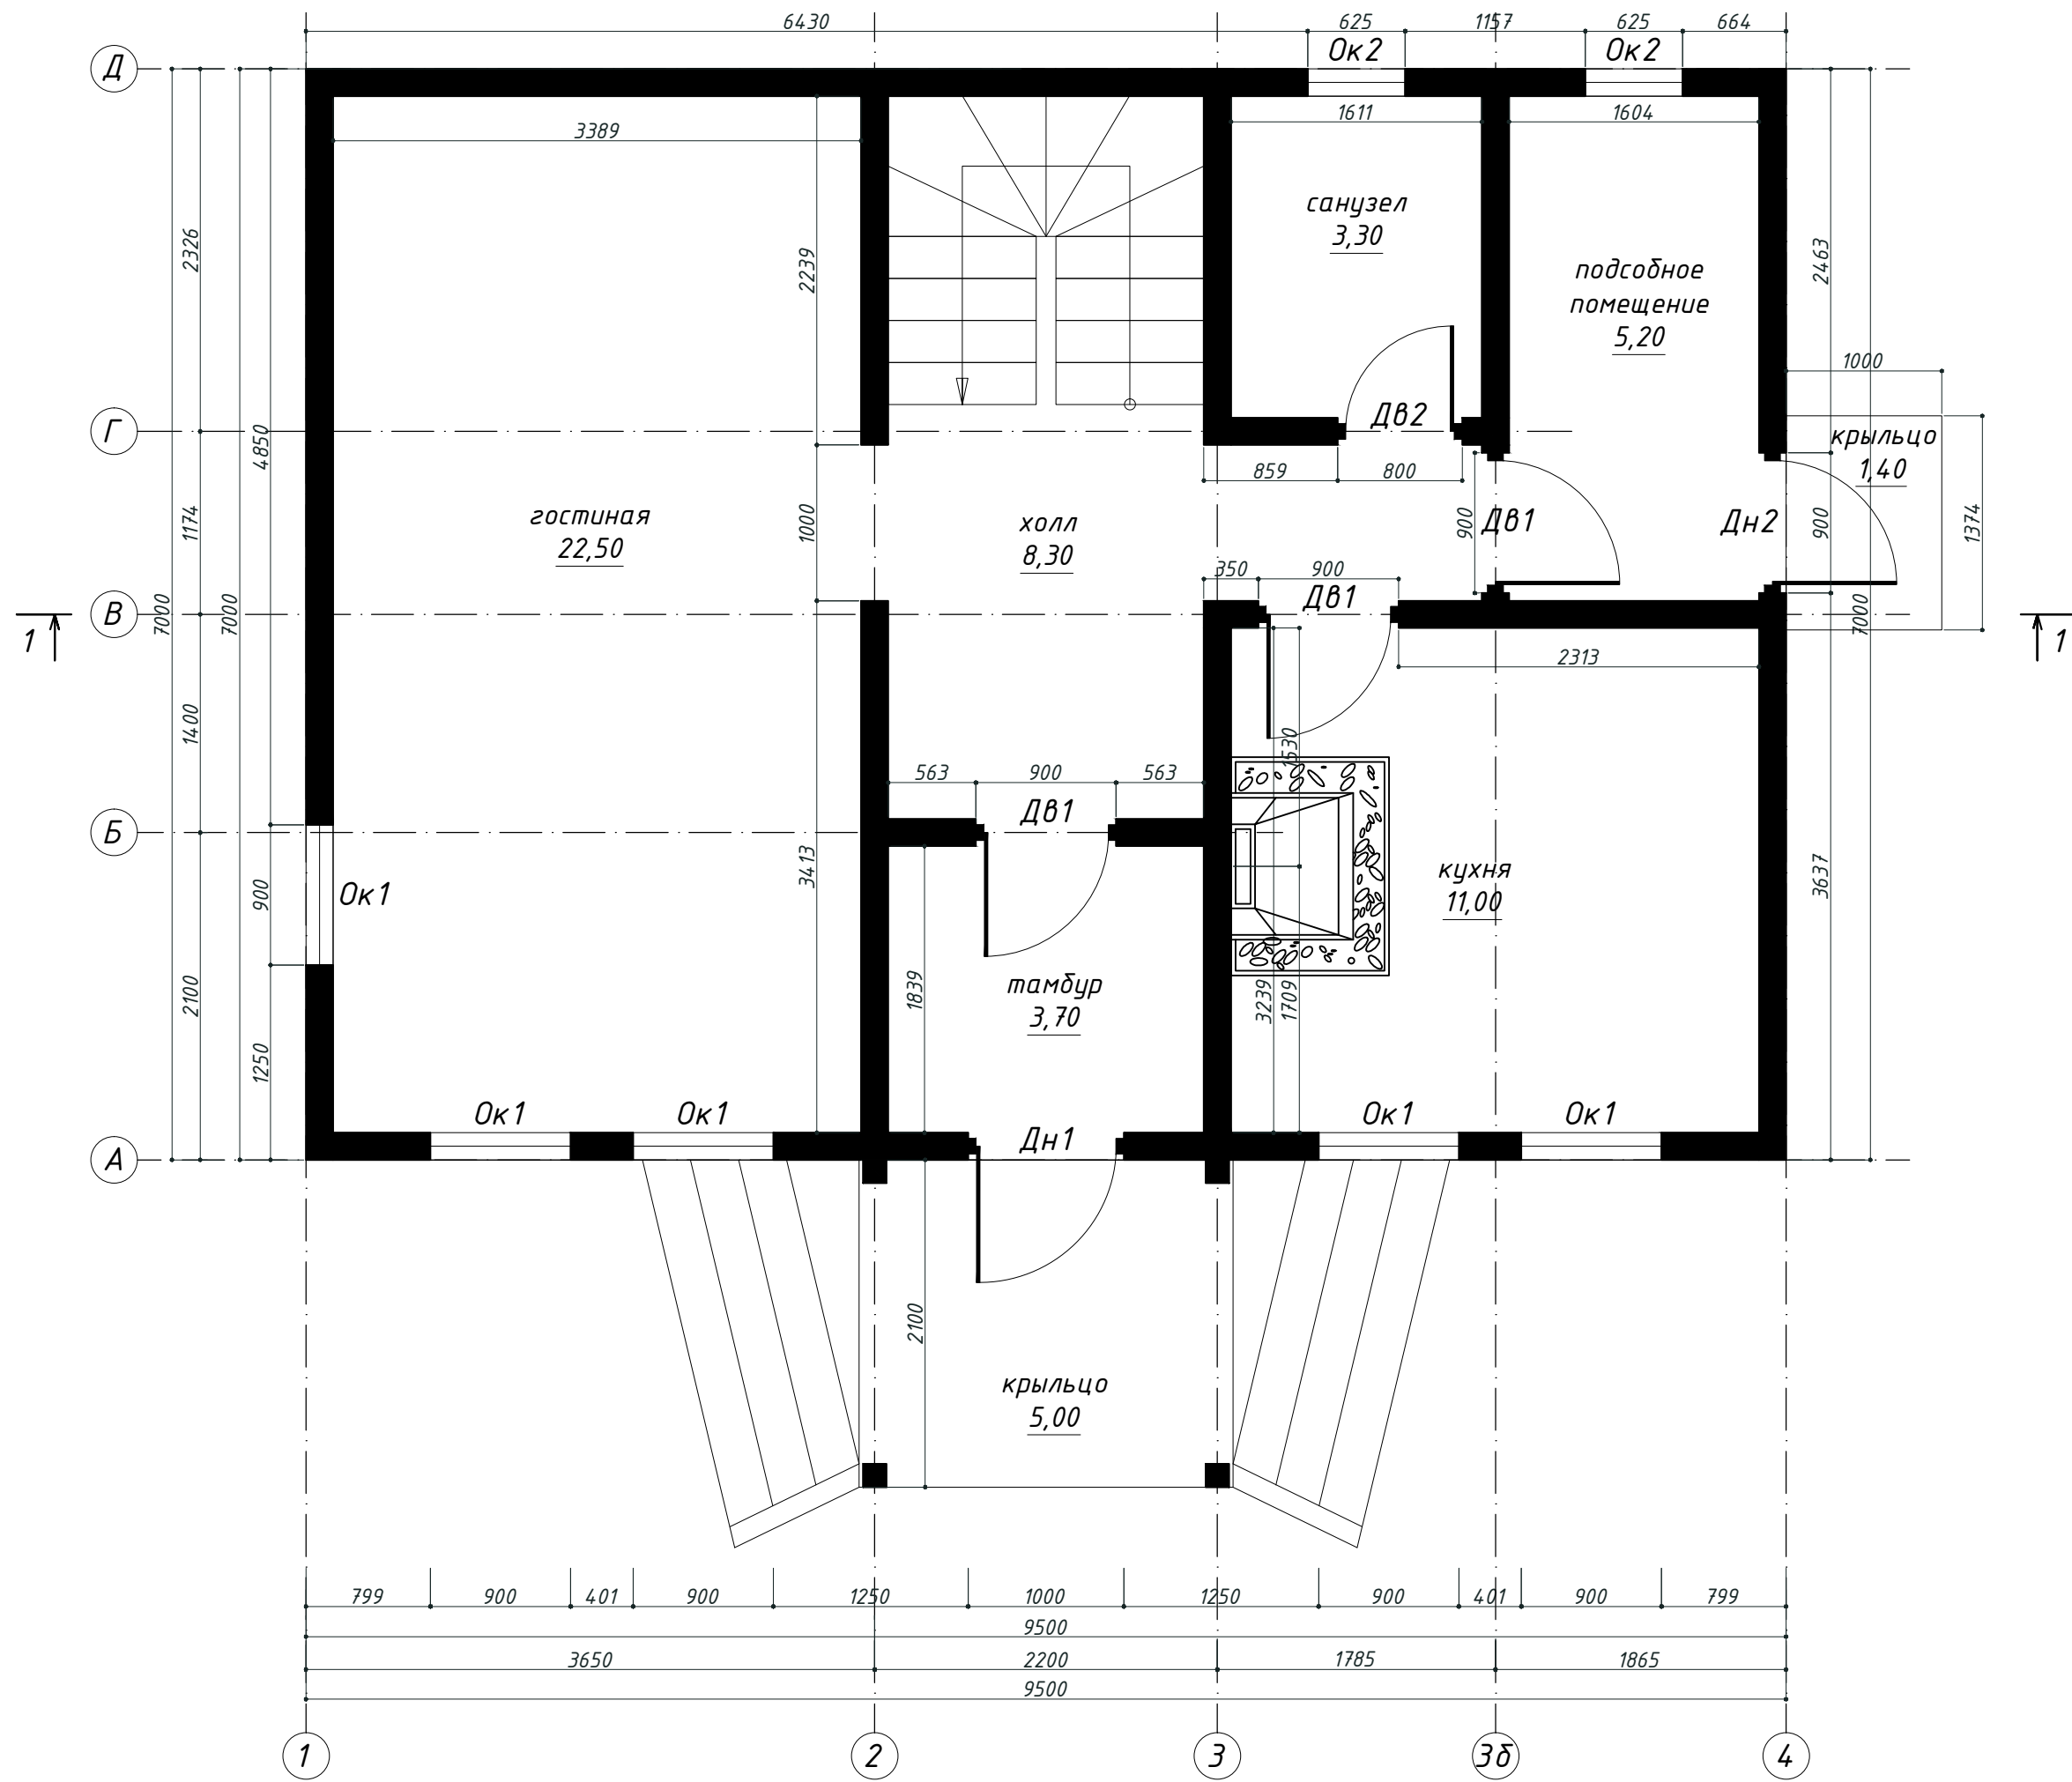 6430 625 1157 625 664
Ок2 Ок2
Д
3389 1611 1604
2326 4850 2239 2463
санузел
3,30
подсобное
помещение
5,20
1000
Г
Дв2
крыльцо
1,40
859 800
гостиная
22,50
холл
8,30
1174 1000 900 Дв1 Дн2 900 1374
350 900
Дв1
В
1 7000 7000 7000 1
2313
1400 1530
563 900 563
Дв1
Б
900 Ок1 3413 3637
кухня
11,00
тамбур
3,70
2100 1250 1839 3239 1709
Ок1 Ок1 Дн1 Ок1 Ок1
А
2100
крыльцо
5,00
799 900 401 900 1250 1000 1250 900 401 900 799
9500
3650 2200 1785 1865
9500
1 2 3 3б 4